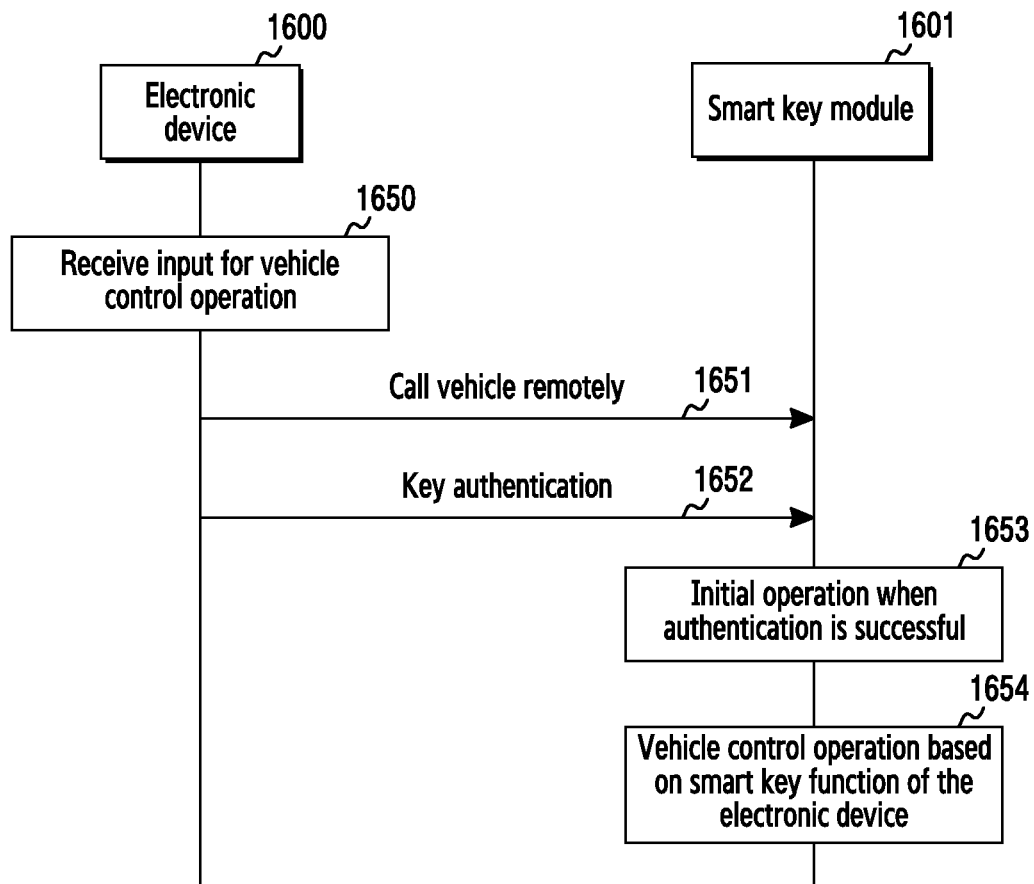 1600
Electronic
device
1601
Smart key module
1650
Receive input for vehicle
control operation
Call vehicle remotely
1651
Key authentication
1652
1653
Initial operation when
authentication is successful
1654
Vehicle control operation based
on smart key function of the
electronic device